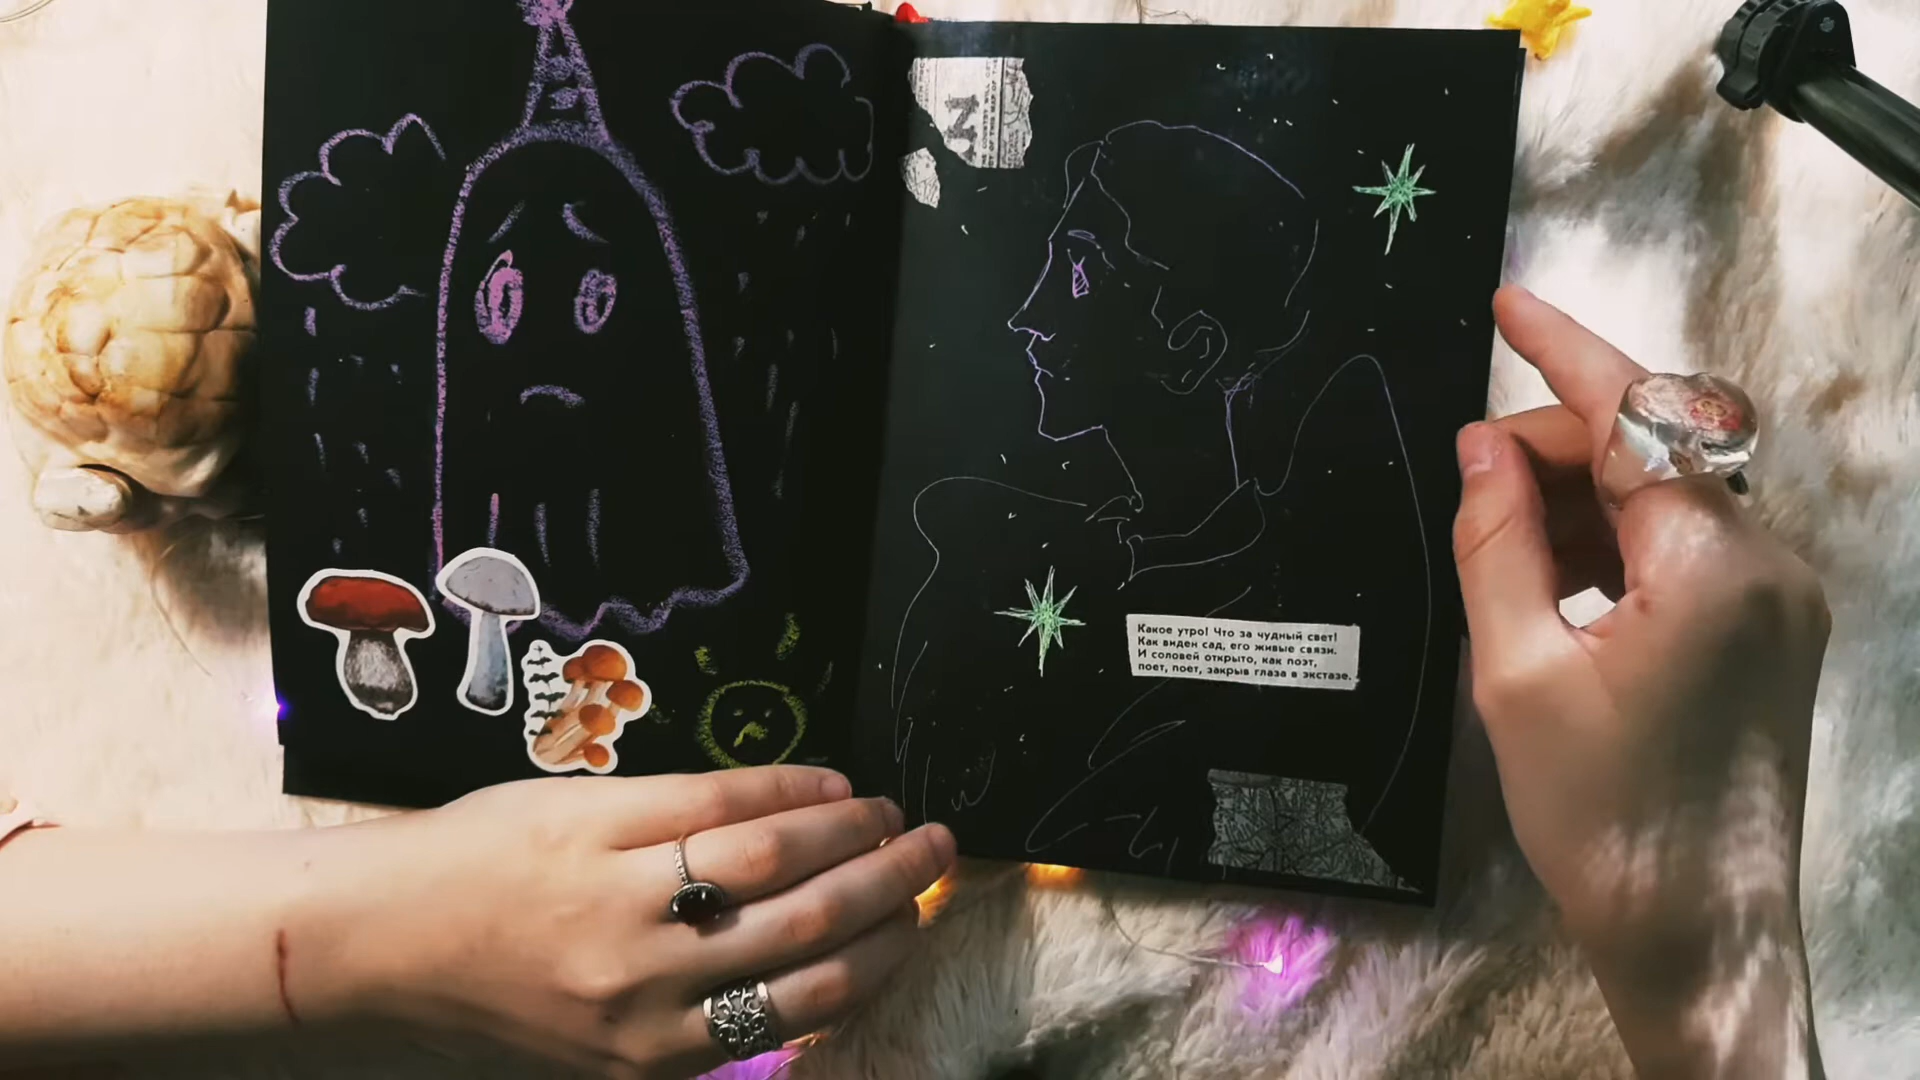 N.
Какое утро! Что за чудный свет!
Как виден сад, его живые связи.
И соловей открыто, как поэт,
поет, поет, закрыв глаза в экстазе.